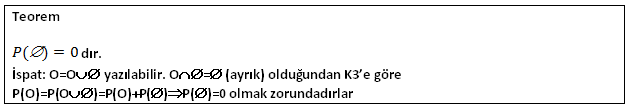 Teorem
P(∅) = 0 dır.
İspat: O=O∪∅ yazılabilir. O∩∅=∅ (ayrık) olduğundan K3’e göre
P(O)=P(O∪∅)=P(O)+P(∅)⟹P(∅)=0 olmak zorundadırlar